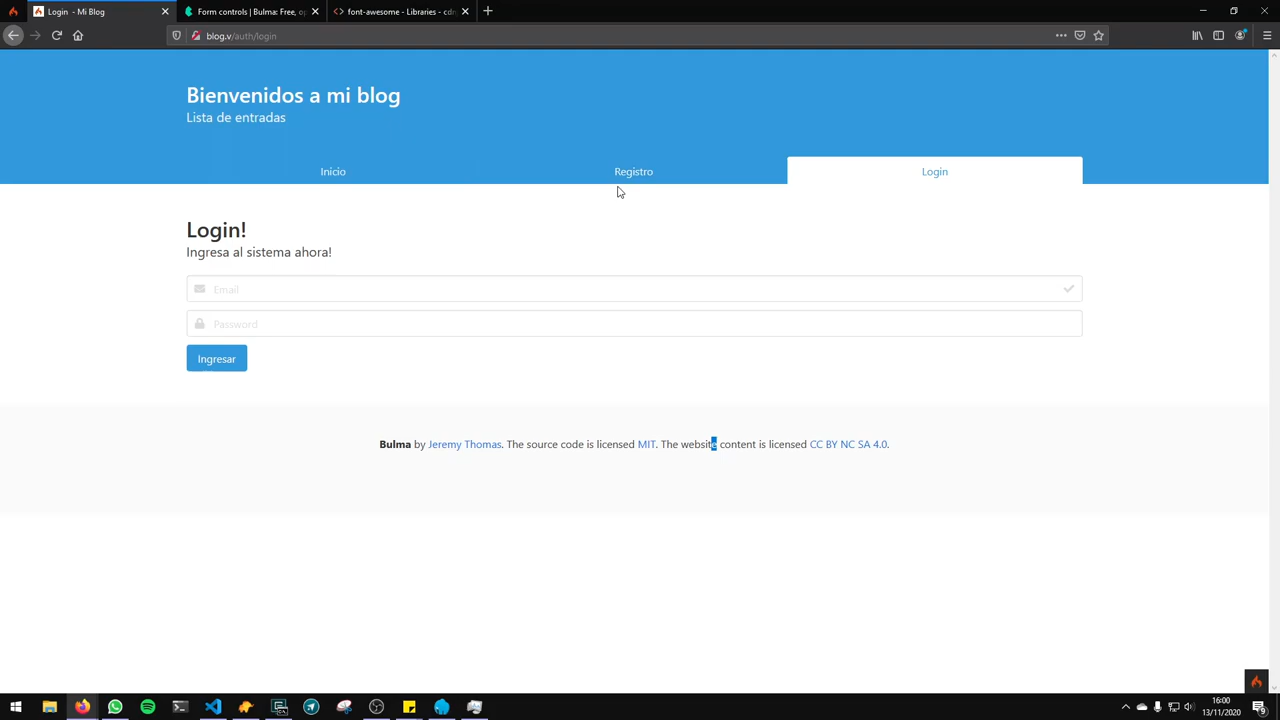 Login - Mi Blog
Form controls | Bulma: Free, op
font-awesome - Libraries - cdn
blog.v/auth/login
Bienvenidos a mi blog
Lista de entradas
Inicio
Registro
Login
Login!
Ingresa al sistema ahora!
Email
Password
Ingresar
Bulma by Jeremy Thomas. The source code is licensed MIT. The website content is licensed CC BY NC SA 4.0.
16:00
13/11/2020
9